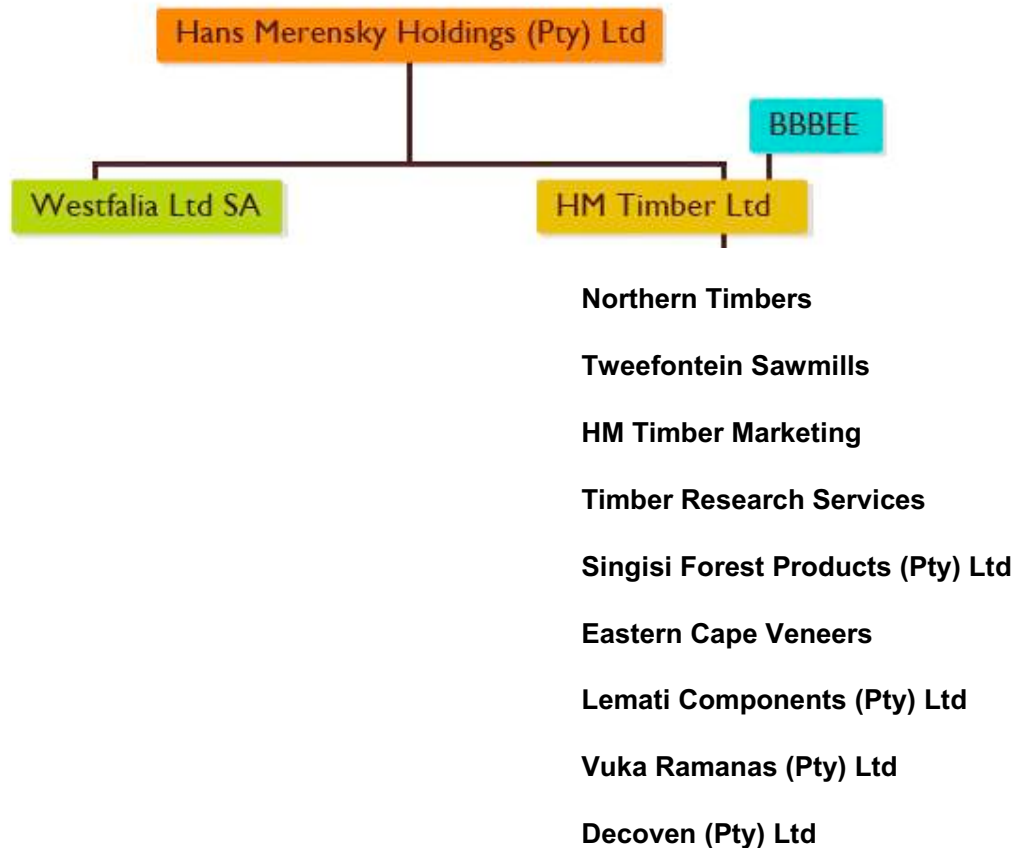 Hans Merensky Holdings (Pty) Ltd
BBBEE
Westfalia Ltd SA
HM Timber Ltd
Northern Timbers
Tweefontein Sawmills
HM Timber Marketing
Timber Research Services
Singisi Forest Products (Pty) Ltd
Eastern Cape Veneers
Lemati Components (Pty) Ltd
Vuka Ramanas (Pty) Ltd
Decoven (Pty) Ltd